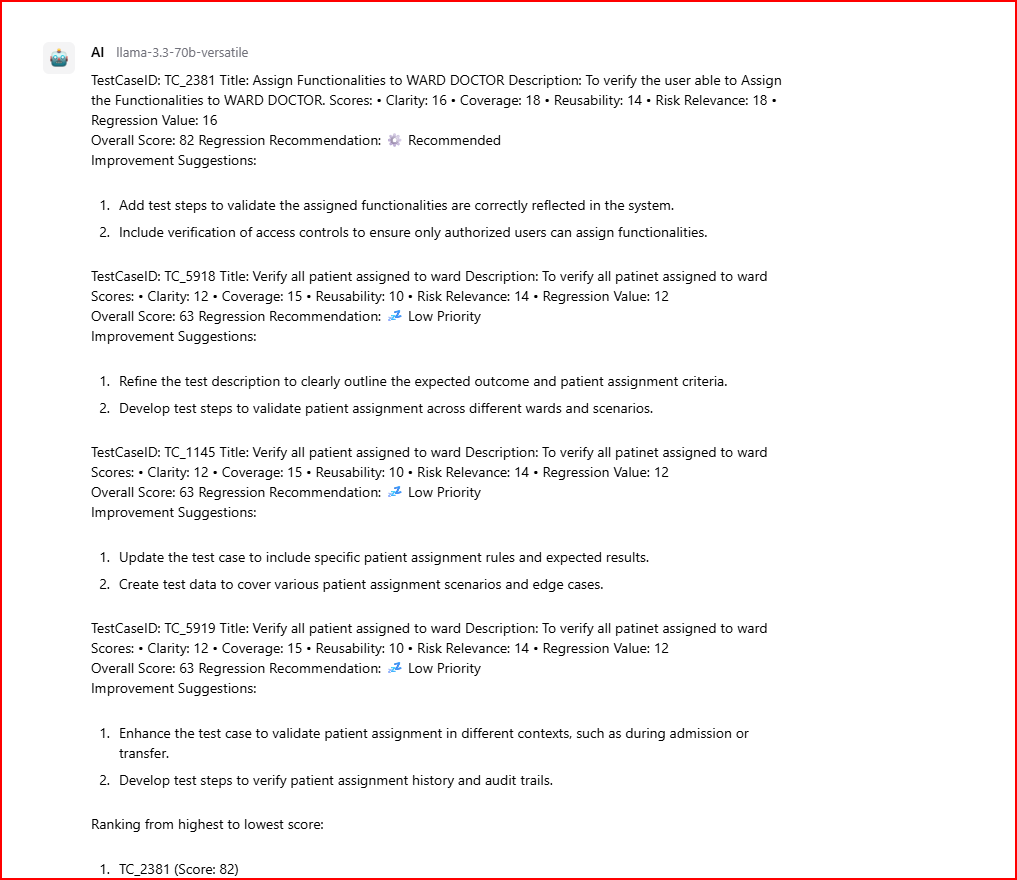 AI llama-3.3-70b-versatile
TestCaseID: TC_2381 Title: Assign Functionalities to WARD DOCTOR Description: To verify the user able to Assign
the Functionalities to WARD DOCTOR. Scores: • Clarity: 16 • Coverage: 18 • Reusability: 14 • Risk Relevance: 18 •
Regression Value: 16
Overall Score: 82 Regression Recommendation: ⚙️ Recommended
Improvement Suggestions:
1. Add test steps to validate the assigned functionalities are correctly reflected in the system.
2. Include verification of access controls to ensure only authorized users can assign functionalities.
TestCaseID: TC_5918 Title: Verify all patient assigned to ward Description: To verify all patinet assigned to ward
Scores: • Clarity: 12 • Coverage: 15 • Reusability: 10 • Risk Relevance: 14 • Regression Value: 12
Overall Score: 63 Regression Recommendation: 💤 Low Priority
Improvement Suggestions:
1. Refine the test description to clearly outline the expected outcome and patient assignment criteria.
2. Develop test steps to validate patient assignment across different wards and scenarios.
TestCaseID: TC_1145 Title: Verify all patient assigned to ward Description: To verify all patinet assigned to ward
Scores: • Clarity: 12 • Coverage: 15 • Reusability: 10 • Risk Relevance: 14 • Regression Value: 12
Overall Score: 63 Regression Recommendation: 💤 Low Priority
Improvement Suggestions:
1. Update the test case to include specific patient assignment rules and expected results.
2. Create test data to cover various patient assignment scenarios and edge cases.
TestCaseID: TC_5919 Title: Verify all patient assigned to ward Description: To verify all patinet assigned to ward
Scores: • Clarity: 12 • Coverage: 15 • Reusability: 10 • Risk Relevance: 14 • Regression Value: 12
Overall Score: 63 Regression Recommendation: 💤 Low Priority
Improvement Suggestions:
1. Enhance the test case to validate patient assignment in different contexts, such as during admission or
transfer.
2. Develop test steps to verify patient assignment history and audit trails.
Ranking from highest to lowest score:
1. TC_2381 (Score: 82)